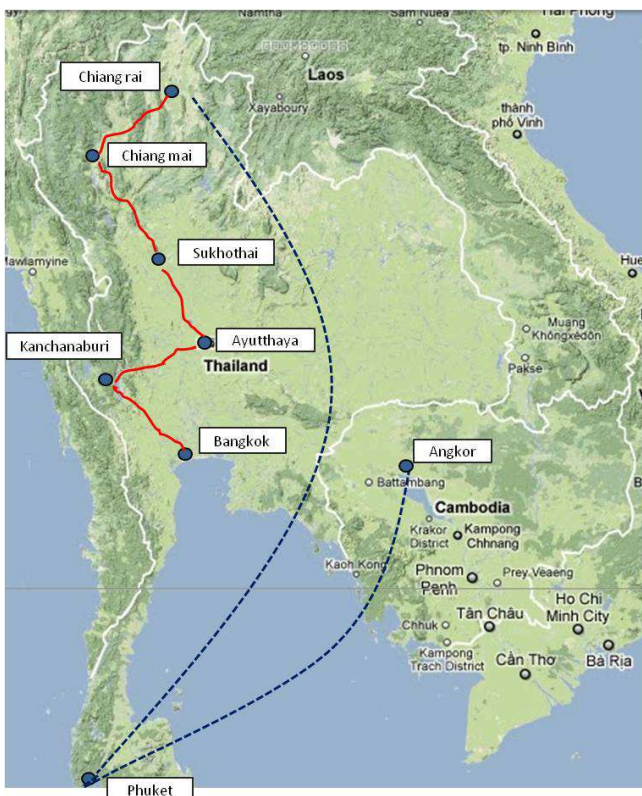 Hai Phong
Namtha
Sam Nuea
tp. Ninh Bình
Laos
Chiang rai
Xayaboury
thành
phố Vinh
Chiang mai
Sukhothai
Mawlamyine
Hue
Muang
Khôngxédôn
Kanchanaburi
Ayutthaya
Thailand
Pakse
Bangkok
Angkor
Battambang
Cambodia
Krakor
District
Kampong
Chhnang
Kaoh Kong
Phnom
Penh
Prey Veaeng
Ho Chi
Minh City
Tân Châu
Chhuk
Kampong
Trach District
Cần Thơ
Bà Rịa
Phuket